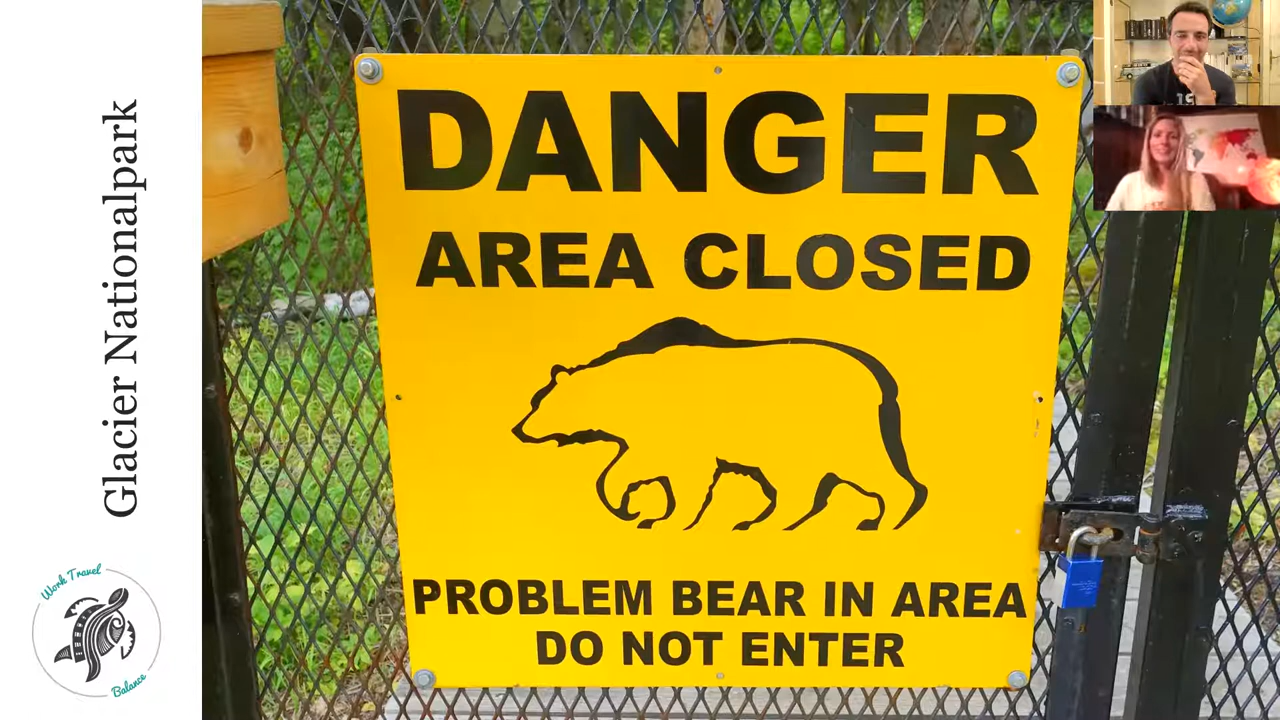 Glacier Nationalpark
DANGER
AREA CLOSED
PROBLEM BEAR IN AREA
DO NOT ENTER
Work Travel
Balance